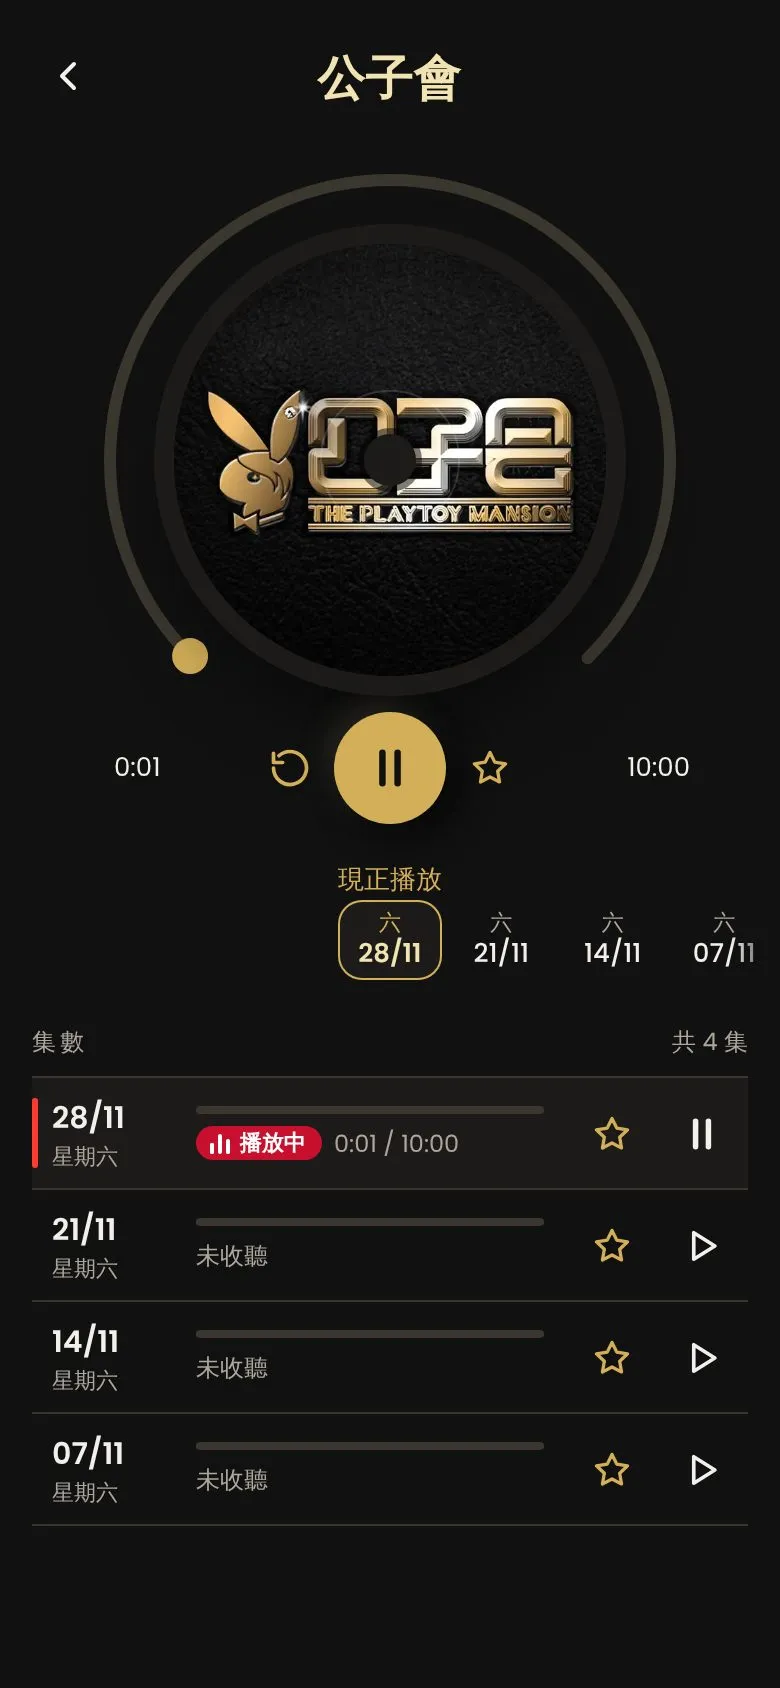 公子會
THE PLAYTOY MANSION
0:01
10:00
現正播放
六 六 六 六
28/11 21/11 14/11 07/11
集數 共 4 集
28/11
星期六
播放中 0:01 / 10:00
21/11
星期六
未收聽
14/11
星期六
未收聽
07/11
星期六
未收聽